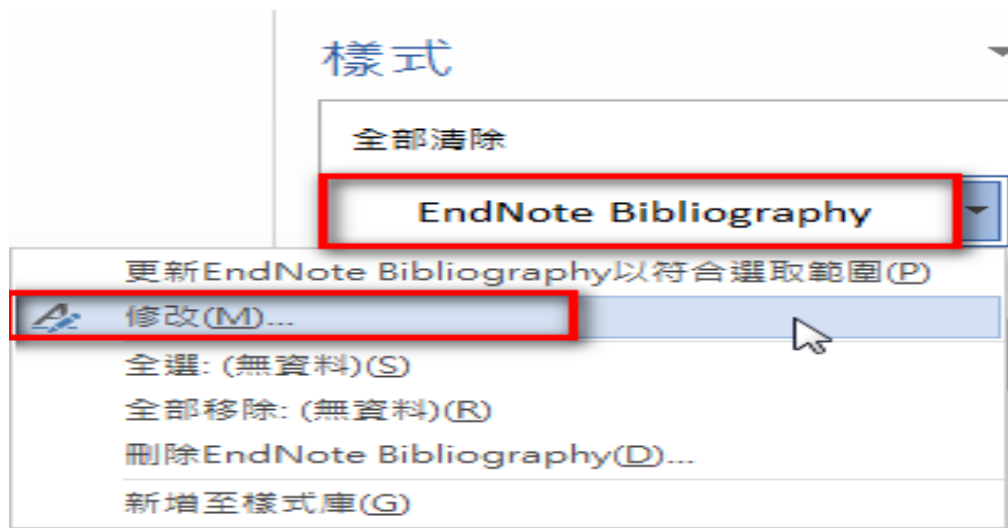 樣式
全部清除
EndNote Bibliography
更新EndNote Bibliography以符合選取範圍(P)
修改(M)...
全選: (無資料)(S)
全部移除: (無資料)(R)
刪除EndNote Bibliography(D)...
新增至樣式庫(G)